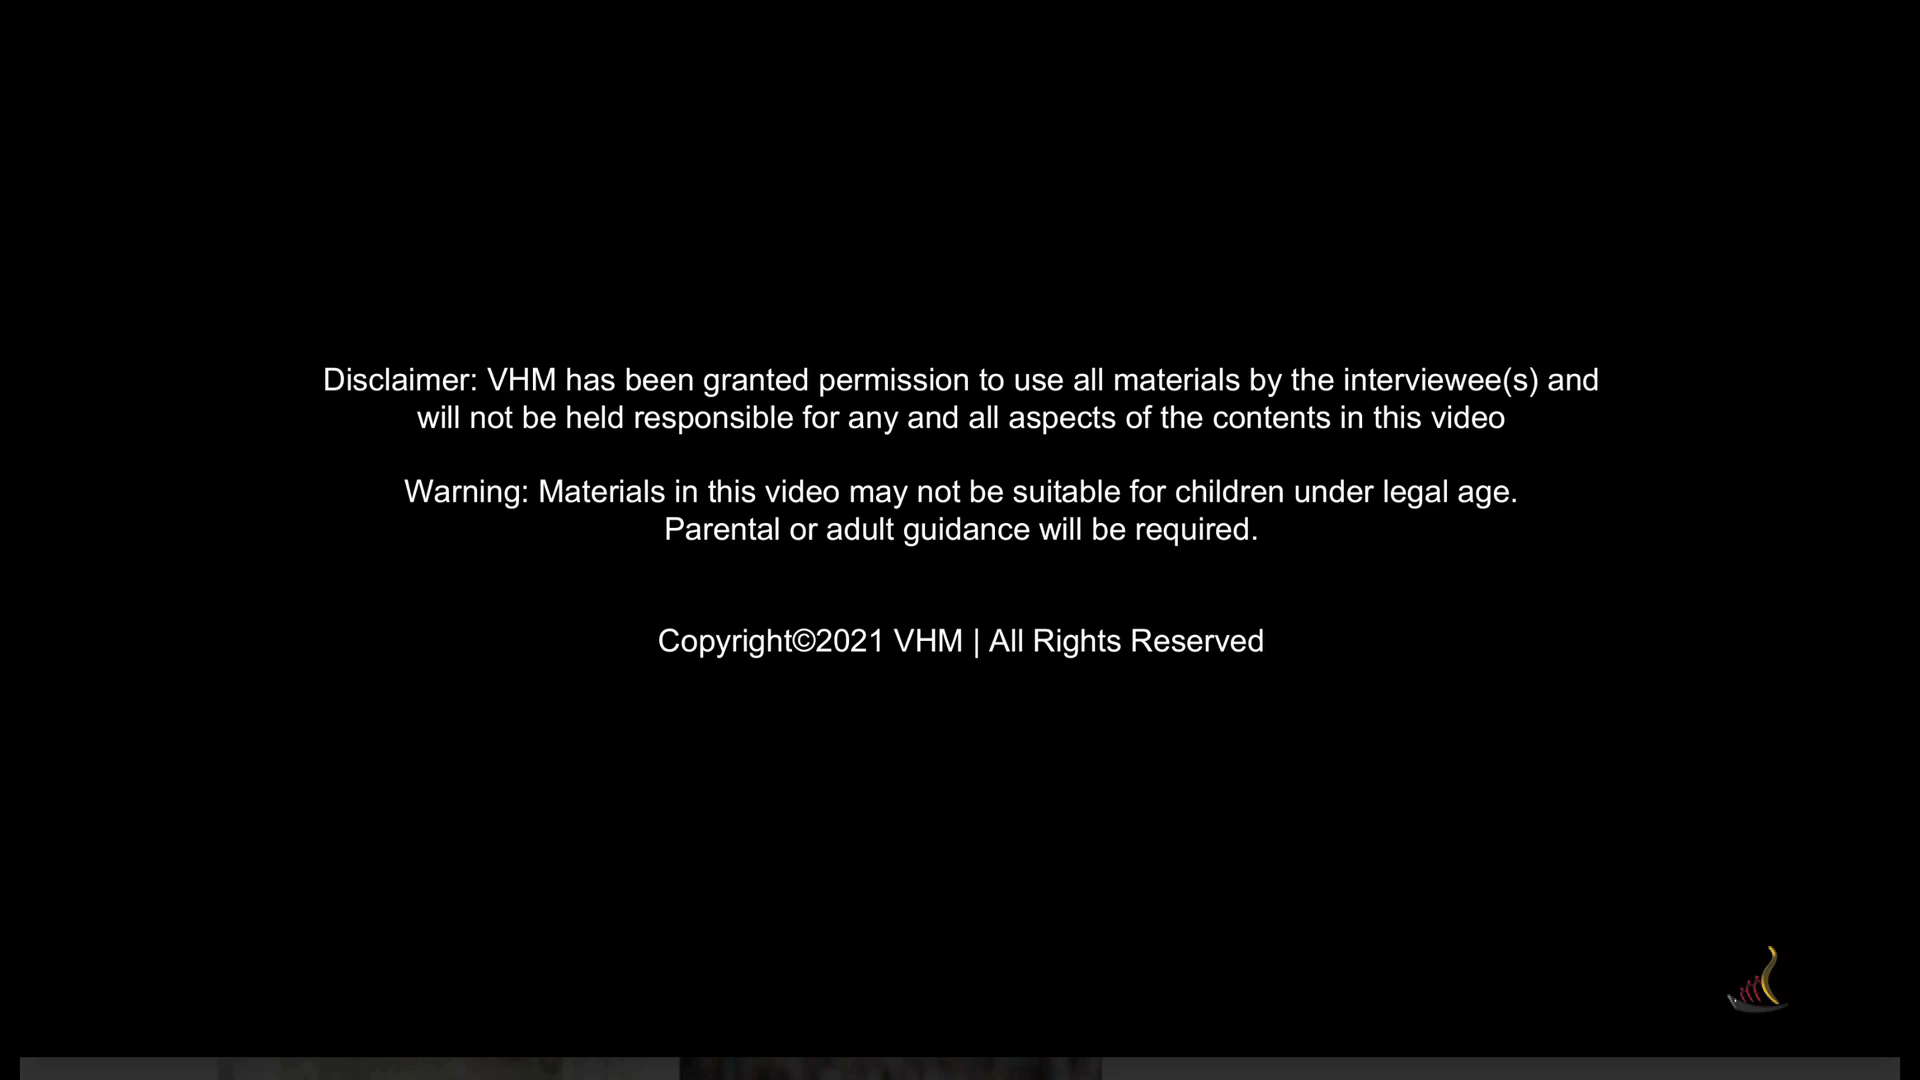 Disclaimer: VHM has been granted permission to use all materials by the interviewee(s) and
will not be held responsible for any and all aspects of the contents in this video
Warning: Materials in this video may not be suitable for children under legal age.
Parental or adult guidance will be required.
Copyright©2021 VHM | All Rights Reserved